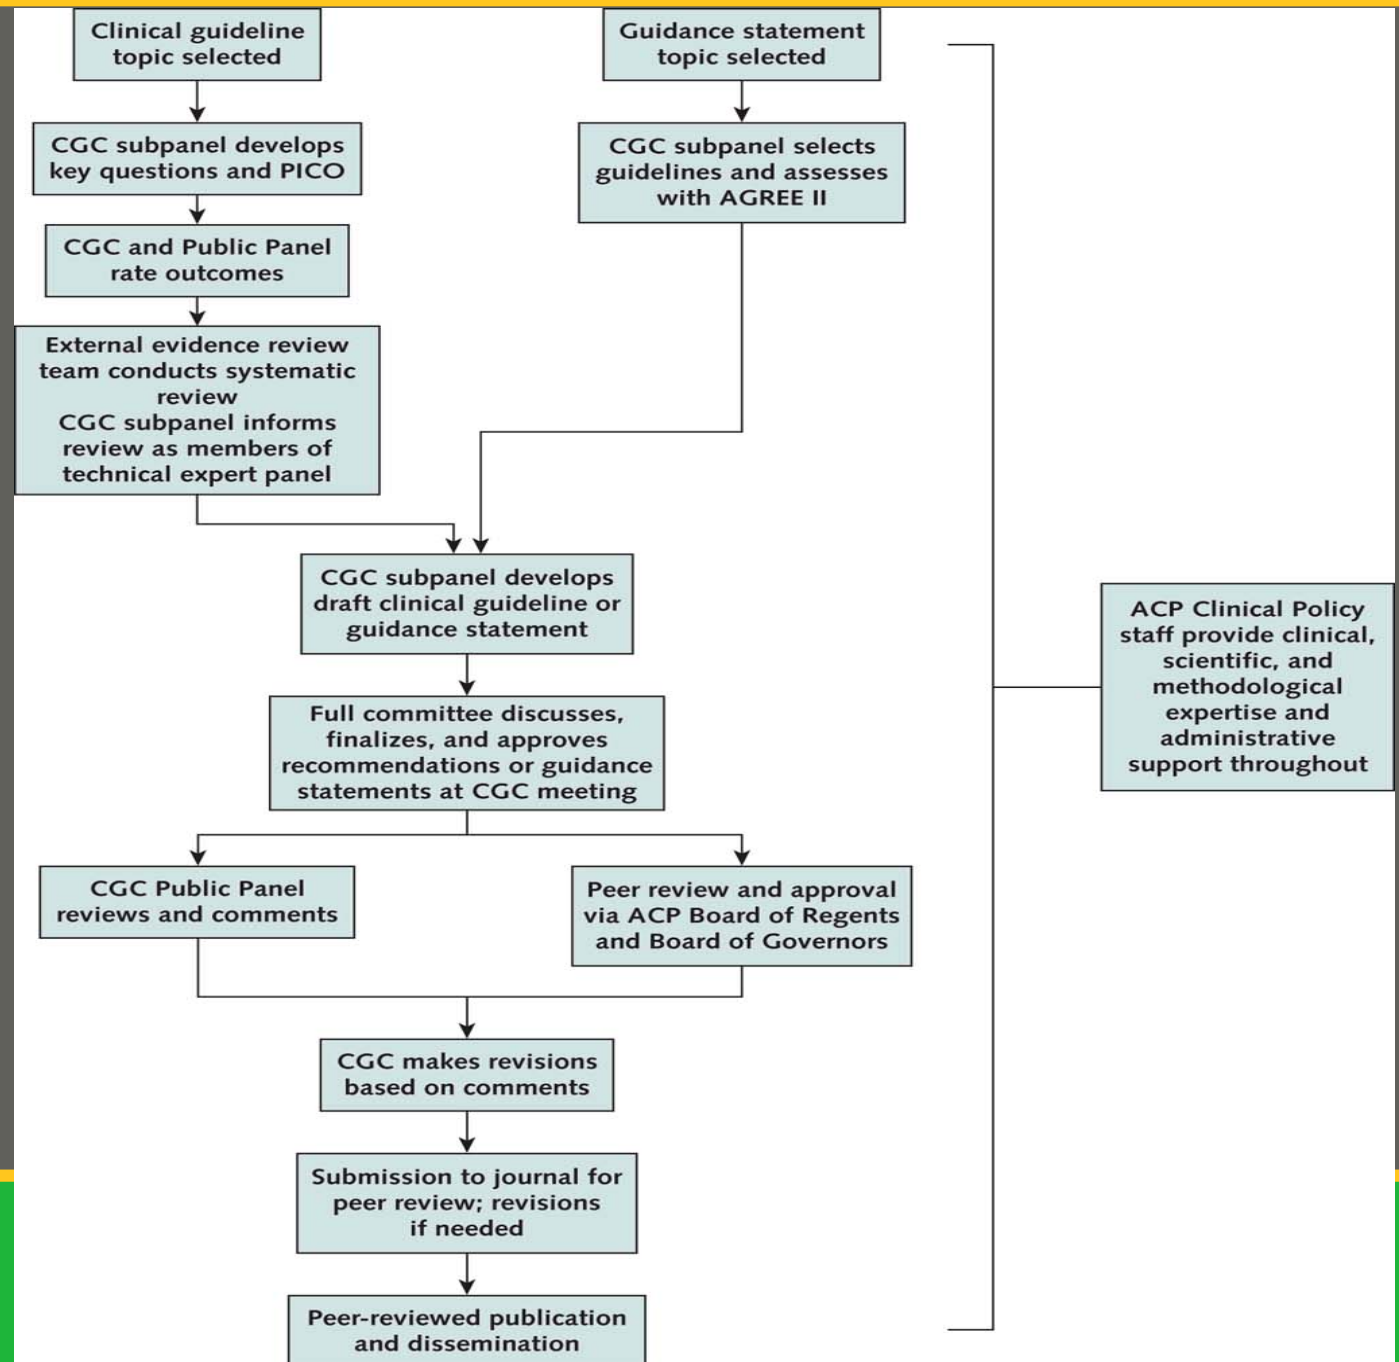 Clinical guideline
topic selected
Guidance statement
topic selected
CGC subpanel develops
key questions and PICO
CGC subpanel selects
guidelines and assesses
with AGREE II
CGC and Public Panel
rate outcomes
External evidence review
team conducts systematic
review
CGC subpanel informs
review as members of
technical expert panel
CGC subpanel develops
draft clinical guideline or
guidance statement
ACP Clinical Policy
staff provide clinical,
scientific, and
methodological
expertise and
administrative
support throughout
Full committee discusses,
finalizes, and approves
recommendations or guidance
statements at CGC meeting
CGC Public Panel
reviews and comments
Peer review and approval
via ACP Board of Regents
and Board of Governors
CGC makes revisions
based on comments
Submission to journal for
peer review; revisions
if needed
Peer-reviewed publication
and dissemination